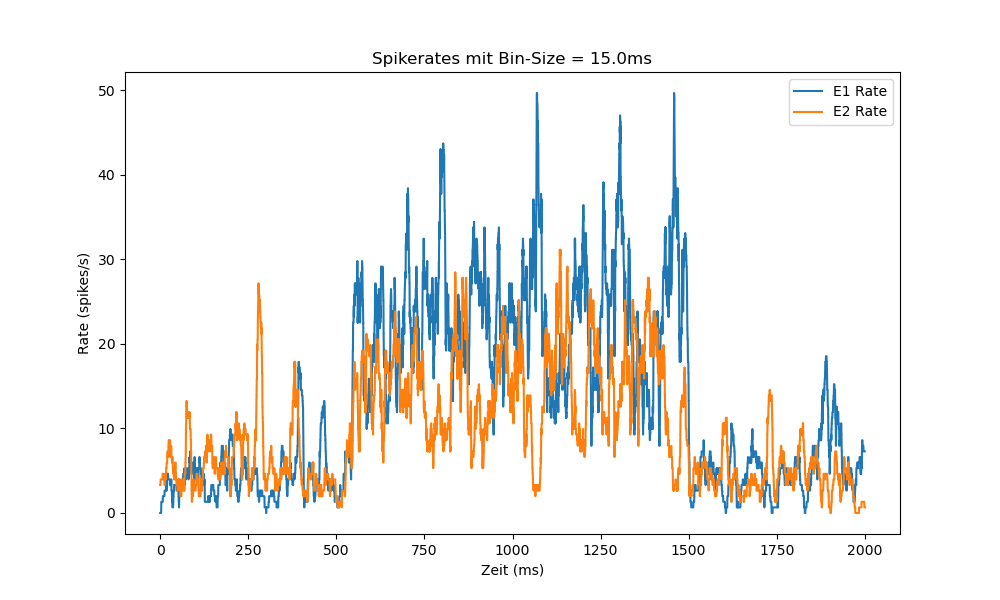 Spikerates mit Bin-Size = 15.0ms
E1 Rate
E2 Rate
50
40
30
20
10
0
Rate (spikes/s)
0 250 500 750 1000 1250 1500 1750 2000
Zeit (ms)